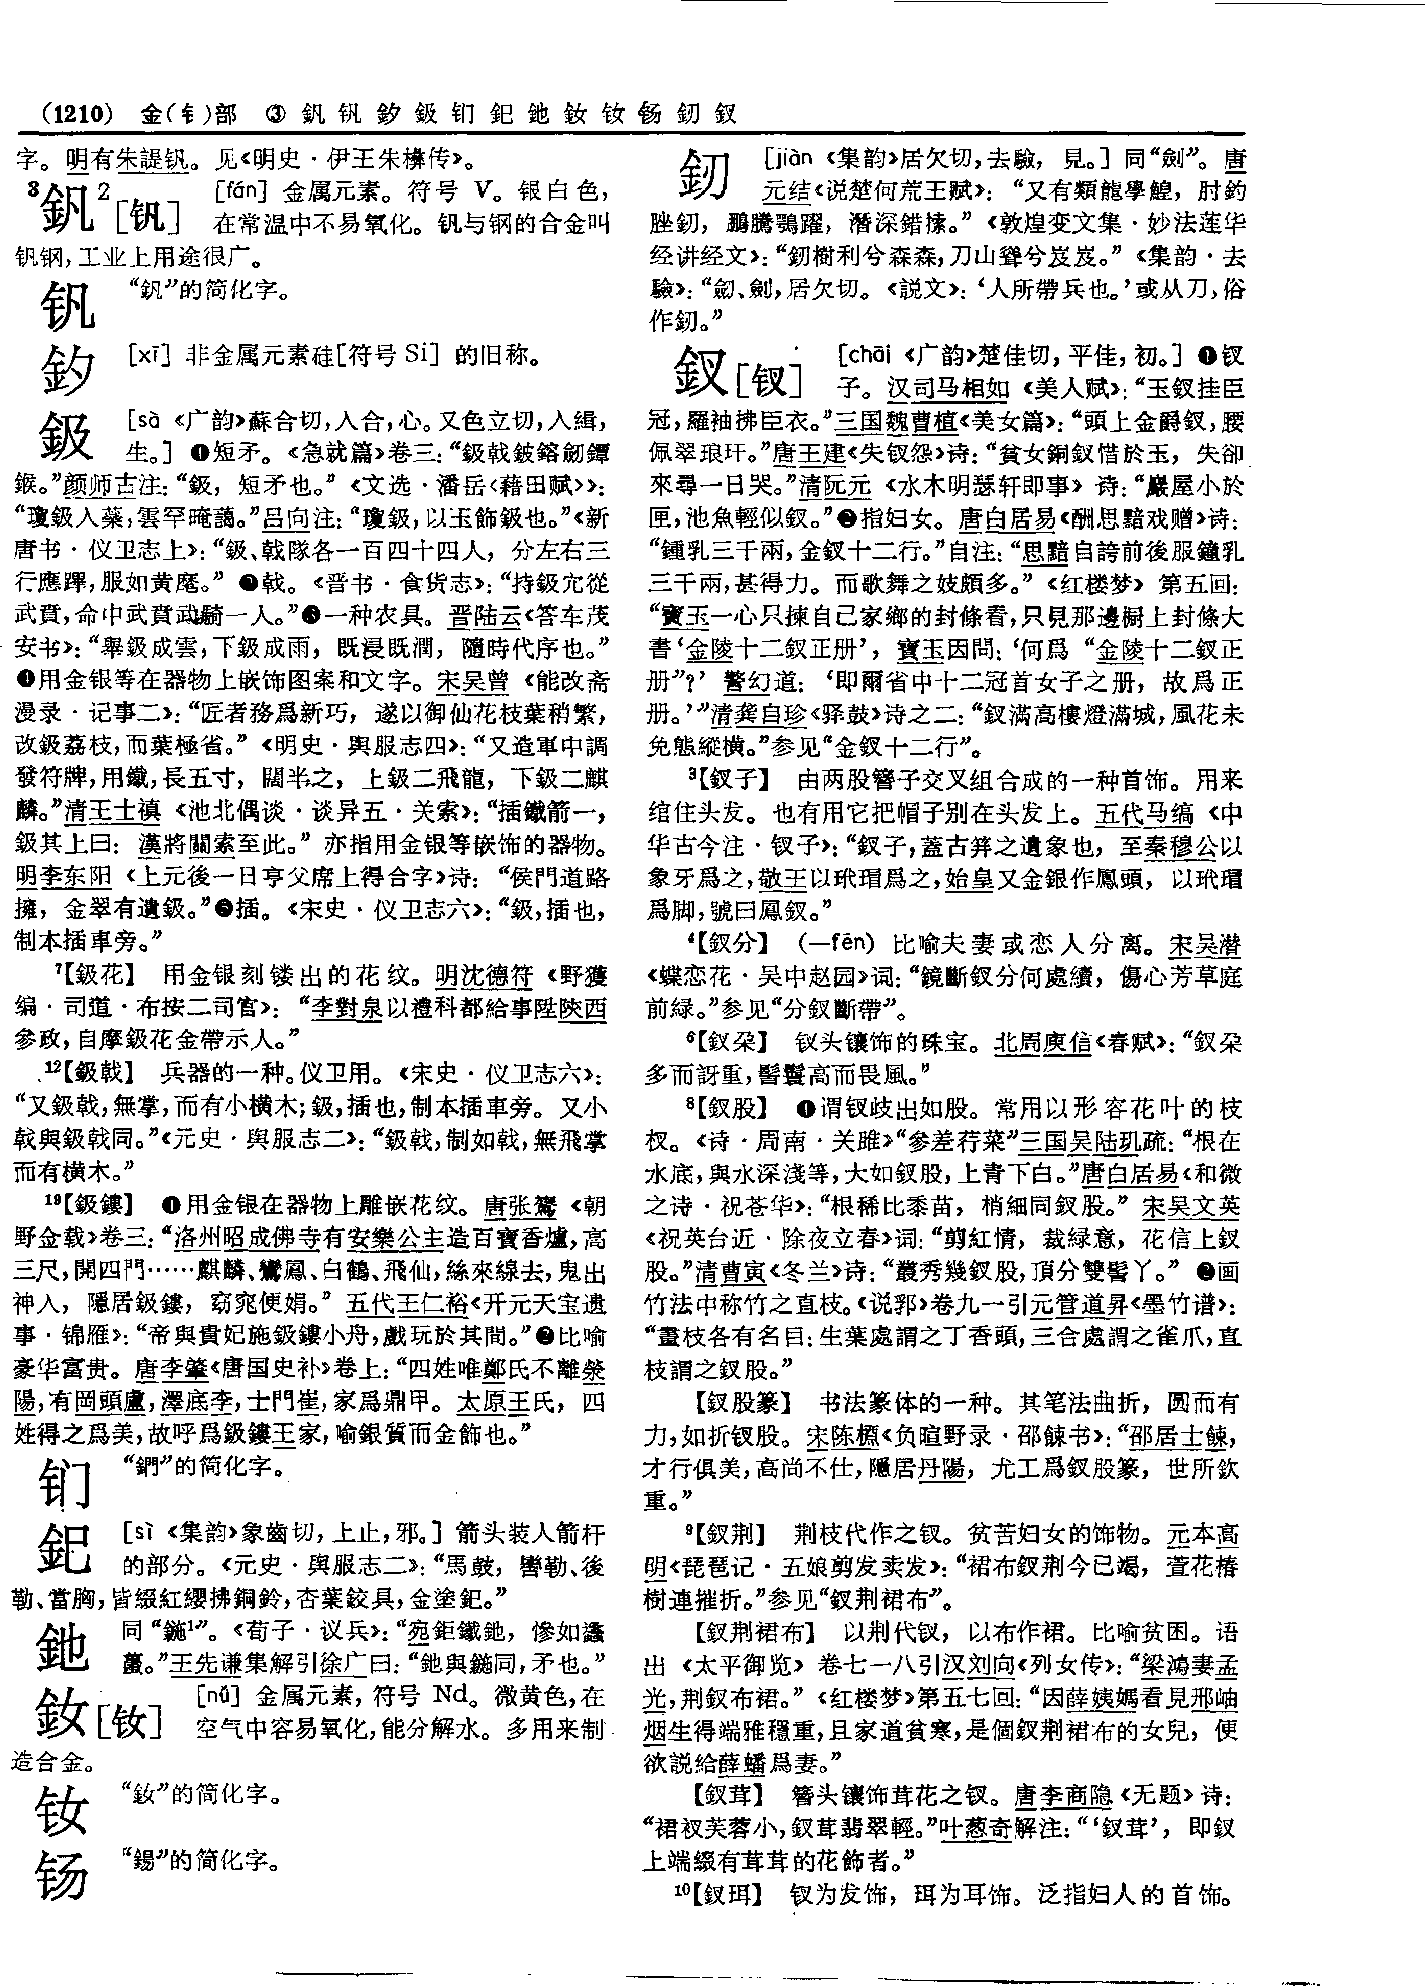 (1210) 金(钅)部 ③ 釩 钒 釸 鈒 钔 𨥇 釶 釹 钕 钖 釰 釵
字。明有朱諟钒。见《明史·伊王朱㰘传》。
3釩2[钒] [fán] 金属元素。符号 V。银白色，
在常温中不易氧化。钒与钢的合金叫
钒钢，工业上用途很广。
钒 “釩”的简化字。
釸 [xī] 非金属元素硅[符号 Si] 的旧称。
鈒 [sà 《广韵》蘇合切，入合，心。又色立切，入缉，
生。] ❶短矛。《急就篇》卷三：“鈒戟鈹鎔劒鐔
鍭。”颜师古注：“鈒，短矛也。”《文选·潘岳〈藉田赋〉》：
“瓊鈒入蘂，雲罕晻藹。”吕向注：“瓊鈒，以玉飾鈒也。”《新
唐书·仪卫志上》：“鈒、戟隊各一百四十四人，分左右三
行應蹕，服如黄麾。”❷戟。《晋书·食货志》：“持鈒宂從
武賁，命中武賁武騎一人。”❸一种农具。晋陆云《答车茂
安书》：“舉鈒成雲，下鈒成雨，既浸既潤，隨時代序也。”
❹用金银等在器物上嵌饰图案和文字。宋吴曾《能改斋
漫录·记事二》：“匠者務爲新巧，遂以御仙花枝葉稍繁，
改鈒荔枝，而葉極省。”《明史·舆服志四》：“又造軍中調
發符牌，用鐵，長五寸，闊半之，上鈒二飛龍，下鈒二麒
麟。”清王士禛《池北偶谈·谈异五·关索》：“插鐵箭一，
鈒其上曰：漢將關索至此。”亦指用金银等嵌饰的器物。
明李东阳《上元後一日亨父席上得合字》诗：“侯門道路
擁，金翠有遺鈒。”❺插。《宋史·仪卫志六》：“鈒，插也，
制本插車旁。”
7【鈒花】 用金银刻镂出的花纹。明沈德符《野獲
编·司道·布按二司官》：“李對泉以禮科都給事陞陝西
參政，自摩鈒花金帶示人。”
12【鈒戟】 兵器的一种。仪卫用。《宋史·仪卫志六》：
“又鈒戟，無掌，而有小横木；鈒，插也，制本插車旁。又小
戟與鈒戟同。”《元史·舆服志二》：“鈒戟，制如戟，無飛掌
而有横木。”
19【鈒鏤】 ❶用金银在器物上雕嵌花纹。唐张鷟《朝
野佥载》卷三：“洛州昭成佛寺有安樂公主造百寶香爐，高
三尺，開四門……麒麟、鸞鳳、白鶴、飛仙，絲來線去，鬼出
神入，隱居鈒鏤，窈窕便娟。”五代王仁裕《开元天宝遗
事·锦雁》：“帝與貴妃施鈒鏤小舟，戲玩於其間。”❷比喻
豪华富贵。唐李肇《唐国史补》卷上：“四姓唯鄭氏不離滎
陽，有岡頭盧，澤底李，士門崔，家爲鼎甲。太原王氏，四
姓得之爲美，故呼爲鈒鏤王家，喻銀質而金飾也。”
钔 “鍆”的简化字。
𨥇 [sì 《集韵》象齒切，上止，邪。] 箭头装入箭杆
的部分。《元史·舆服志二》：“馬鼓，轡勒、後
勒、當胸，皆綴紅纓拂銅鈴，杏葉鉸具，金塗𨥇。”
釶 同“鍦1”。《荀子·议兵》：“宛鉅鐵釶，慘如蠭
蠆。”王先谦集解引徐广曰：“釶與鍦同，矛也。”
釹[钕] [nǚ] 金属元素，符号 Nd。微黄色，在
空气中容易氧化，能分解水。多用来制
造合金。
钕 “釹”的简化字。
钖 “鍚”的简化字。
釰 [jiàn 《集韵》居欠切，去驗，見。] 同“劍”。唐
元结《说楚何荒王赋》：“又有類龍學鰉，肘釣
脞釰，鵬騰鶚躍，潛深錯㨆。”《敦煌变文集·妙法莲华
经讲经文》：“釰樹利兮森森，刀山聳兮岌岌。”《集韵·去
驗》：“劒、劍，居欠切。《説文》：‘人所帶兵也。’或从刀，俗
作釰。”
釵[钗] [chāi 《广韵》楚佳切，平佳，初。] ❶钗
子。汉司马相如《美人赋》：“玉釵挂臣
冠，羅袖拂臣衣。”三国魏曹植《美女篇》：“頭上金爵釵，腰
佩翠琅玕。”唐王建《失钗怨》诗：“貧女銅釵惜於玉，失卻
來尋一日哭。”清阮元《水木明瑟轩即事》诗：“巖屋小於
匣，池魚輕似釵。”❷指妇女。唐白居易《酬思黯戏赠》诗：
“鍾乳三千兩，金釵十二行。”自注：“思黯自誇前後服鐘乳
三千兩，甚得力。而歌舞之妓頗多。”《红楼梦》第五回：
“寶玉一心只揀自己家鄉的封條看，只見那邊櫥上封條大
書‘金陵十二釵正册’，寶玉因問：‘何爲“金陵十二釵正
册”？’警幻道：‘即爾省中十二冠首女子之册，故爲正
册。’”清龚自珍《驿鼓》诗之二：“釵滿高樓燈滿城，風花未
免態縱横。”参见“金釵十二行”。
3【釵子】 由两股簪子交叉组合成的一种首饰。用来
绾住头发。也有用它把帽子别在头发上。五代马缟《中
华古今注·钗子》：“釵子，蓋古笄之遺象也，至秦穆公以
象牙爲之，敬王以玳瑁爲之，始皇又金銀作鳳頭，以玳瑁
爲脚，號曰鳳釵。”
4【釵分】 (—fēn) 比喻夫妻或恋人分离。宋吴潜
《蝶恋花·吴中赵园》词：“鏡斷釵分何處續，傷心芳草庭
前緑。”参见“分釵斷帶”。
6【釵朵】 钗头镶饰的珠宝。北周庾信《春赋》：“釵朵
多而訝重，髻鬟高而畏風。”
8【釵股】 ❶谓钗歧出如股。常用以形容花叶的枝
杈。《诗·周南·关雎》“参差荇菜”三国吴陆玑疏：“根在
水底，與水深淺等，大如釵股，上青下白。”唐白居易《和微
之诗·祝苍华》：“根稀比黍苗，梢細同釵股。”宋吴文英
《祝英台近·除夜立春》词：“剪紅情，裁緑意，花信上釵
股。”清曹寅《冬兰》诗：“叢秀幾釵股，頂分雙髻丫。”❷画
竹法中称竹之直枝。《说郛》卷九一引元管道昇《墨竹谱》：
“畫枝各有名目：生葉處謂之丁香頭，三合處謂之雀爪，直
枝謂之釵股。”
【釵股篆】 书法篆体的一种。其笔法曲折，圆而有
力，如折钗股。宋陈槱《负暄野录·邵餗书》：“邵居士餗，
才行俱美，高尚不仕，隱居丹陽，尤工爲釵股篆，世所欽
重。”
9【釵荆】 荆枝代作之钗。贫苦妇女的饰物。元本高
明《琵琶记·五娘剪发卖发》：“裙布釵荆今已竭，萱花椿
樹連摧折。”参见“釵荆裙布”。
【釵荆裙布】 以荆代钗，以布作裙。比喻贫困。语
出《太平御览》卷七一八引汉刘向《列女传》：“梁鴻妻孟
光，荆釵布裙。”《红楼梦》第五七回：“因薛姨媽看見邢岫
烟生得端雅穩重，且家道貧寒，是個釵荆裙布的女兒，便
欲説給薛蟠爲妻。”
【釵茸】 簪头镶饰茸花之钗。唐李商隐《无题》诗：
“裙衩芙蓉小，釵茸翡翠輕。”叶葱奇解注：“‘釵茸’，即釵
上端綴有茸茸的花飾者。”
10【釵珥】 钗为发饰，珥为耳饰。泛指妇人的首饰。